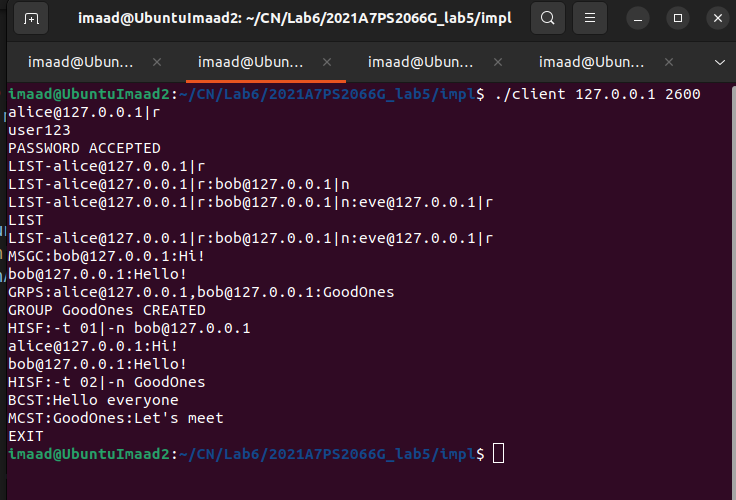 imaad@UbuntuImaad2: ~/CN/Lab6/2021A7PS2066G_lab5/impl
imaad@Ubun... imaad@Ubun... imaad@Ubun... imaad@Ubun...
imaad@UbuntuImaad2:~/CN/Lab6/2021A7PS2066G_lab5/impl$ ./client 127.0.0.1 2600
alice@127.0.0.1|r
user123
PASSWORD ACCEPTED
LIST-alice@127.0.0.1|r
LIST-alice@127.0.0.1|r:bob@127.0.0.1|n
LIST-alice@127.0.0.1|r:bob@127.0.0.1|n:eve@127.0.0.1|r
LIST
LIST-alice@127.0.0.1|r:bob@127.0.0.1|n:eve@127.0.0.1|r
MSGC:bob@127.0.0.1:Hi!
bob@127.0.0.1:Hello!
GRPS:alice@127.0.0.1,bob@127.0.0.1:GoodOnes
GROUP GoodOnes CREATED
HISF:-t 01|-n bob@127.0.0.1
alice@127.0.0.1:Hi!
bob@127.0.0.1:Hello!
HISF:-t 02|-n GoodOnes
BCST:Hello everyone
MCST:GoodOnes:Let's meet
EXIT
imaad@UbuntuImaad2:~/CN/Lab6/2021A7PS2066G_lab5/impl$